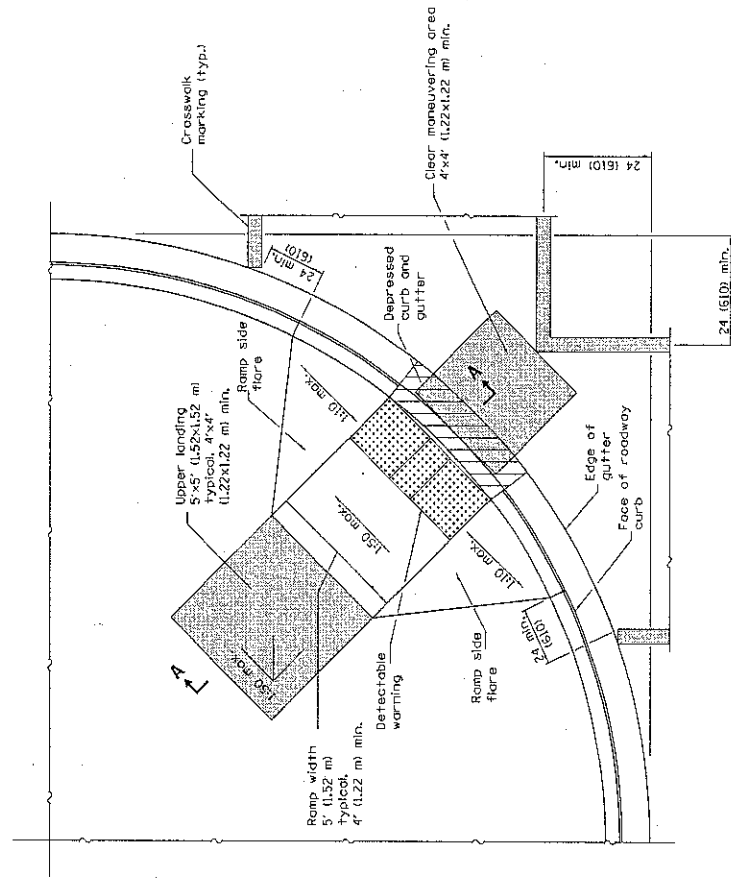 Crosswalk
marking (typ.)
Clear maneuvering area
4'x4' (1.22x1.22 m) min.
24 (610) min.
24 (610) min.
24 min.
(610)
Depressed
curb and
gutter
Ramp side
flare
1:10 max.
Upper landing
5'x5' (1.52x1.52 m)
typical, 4'x4'
(1.22x1.22 m) min.
A
1:50 max.
1:50 max.
A
1:10 max.
Edge of
gutter
Face of roadway
curb
24 min.
(610)
Ramp side
flare
Detectable
warning
Ramp width
5' (1.52 m)
typical,
4' (1.22 m) min.